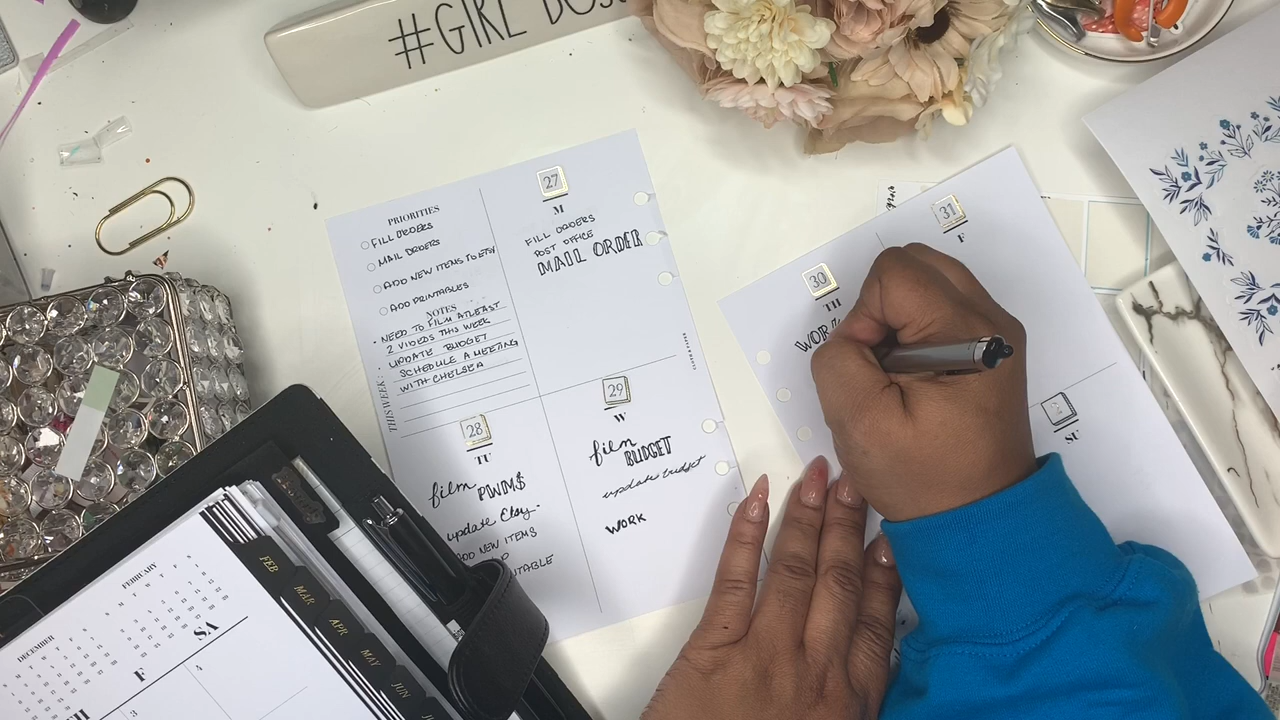 #GIRL
PRIORITIES
FILL ORDERS
MAIL ORDERS
ADD NEW ITEMS TO ETSY
ADD PRINTABLES
NOTES
• NEED TO FILM ATLEAST
2 VIDEOS THIS WEEK
• UPDATE BUDGET
• SCHEDULE A MEETING
WITH CHELSEA
THIS WEEK:
27
M
FILL ORDERS
POST OFFICE
MAIL ORDER
28
TU
film PWMS
update Etsy.
ADD NEW ITEMS
29
W
film BUDGET
update budget
WORK
30
TH
31
F
SU
DECEMBER
FEBRUARY
S M T W T F S
FEB
MAR
APR
MAY
JUN
F
SA
3
4